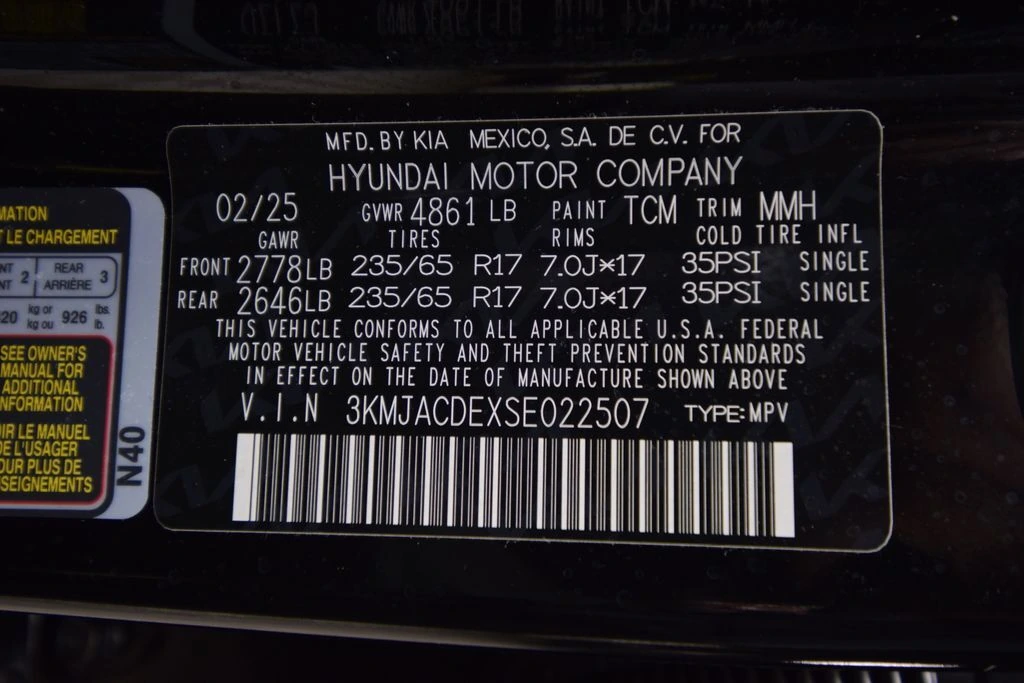 MFD. BY KIA MEXICO, S.A. DE C.V. FOR
HYUNDAI MOTOR COMPANY
02/25 GVWR 4861 LB PAINT TCM TRIM MMH
GAWR TIRES RIMS COLD TIRE INFL
FRONT 2778LB 235/65 R17 7.0J×17 35PSI SINGLE
REAR 2646LB 235/65 R17 7.0J×17 35PSI SINGLE
THIS VEHICLE CONFORMS TO ALL APPLICABLE U.S.A. FEDERAL
MOTOR VEHICLE SAFETY AND THEFT PREVENTION STANDARDS
IN EFFECT ON THE DATE OF MANUFACTURE SHOWN ABOVE
V.I.N 3KMJACDEXSE022507 TYPE:MPV
LE CHARGEMENT
2 REAR 3
ARRIÈRE
kg or 926 lbs.
kg ou lb.
SEE OWNER'S
MANUAL FOR
ADDITIONAL
LE MANUEL
L'USAGER
PLUS DE
N40